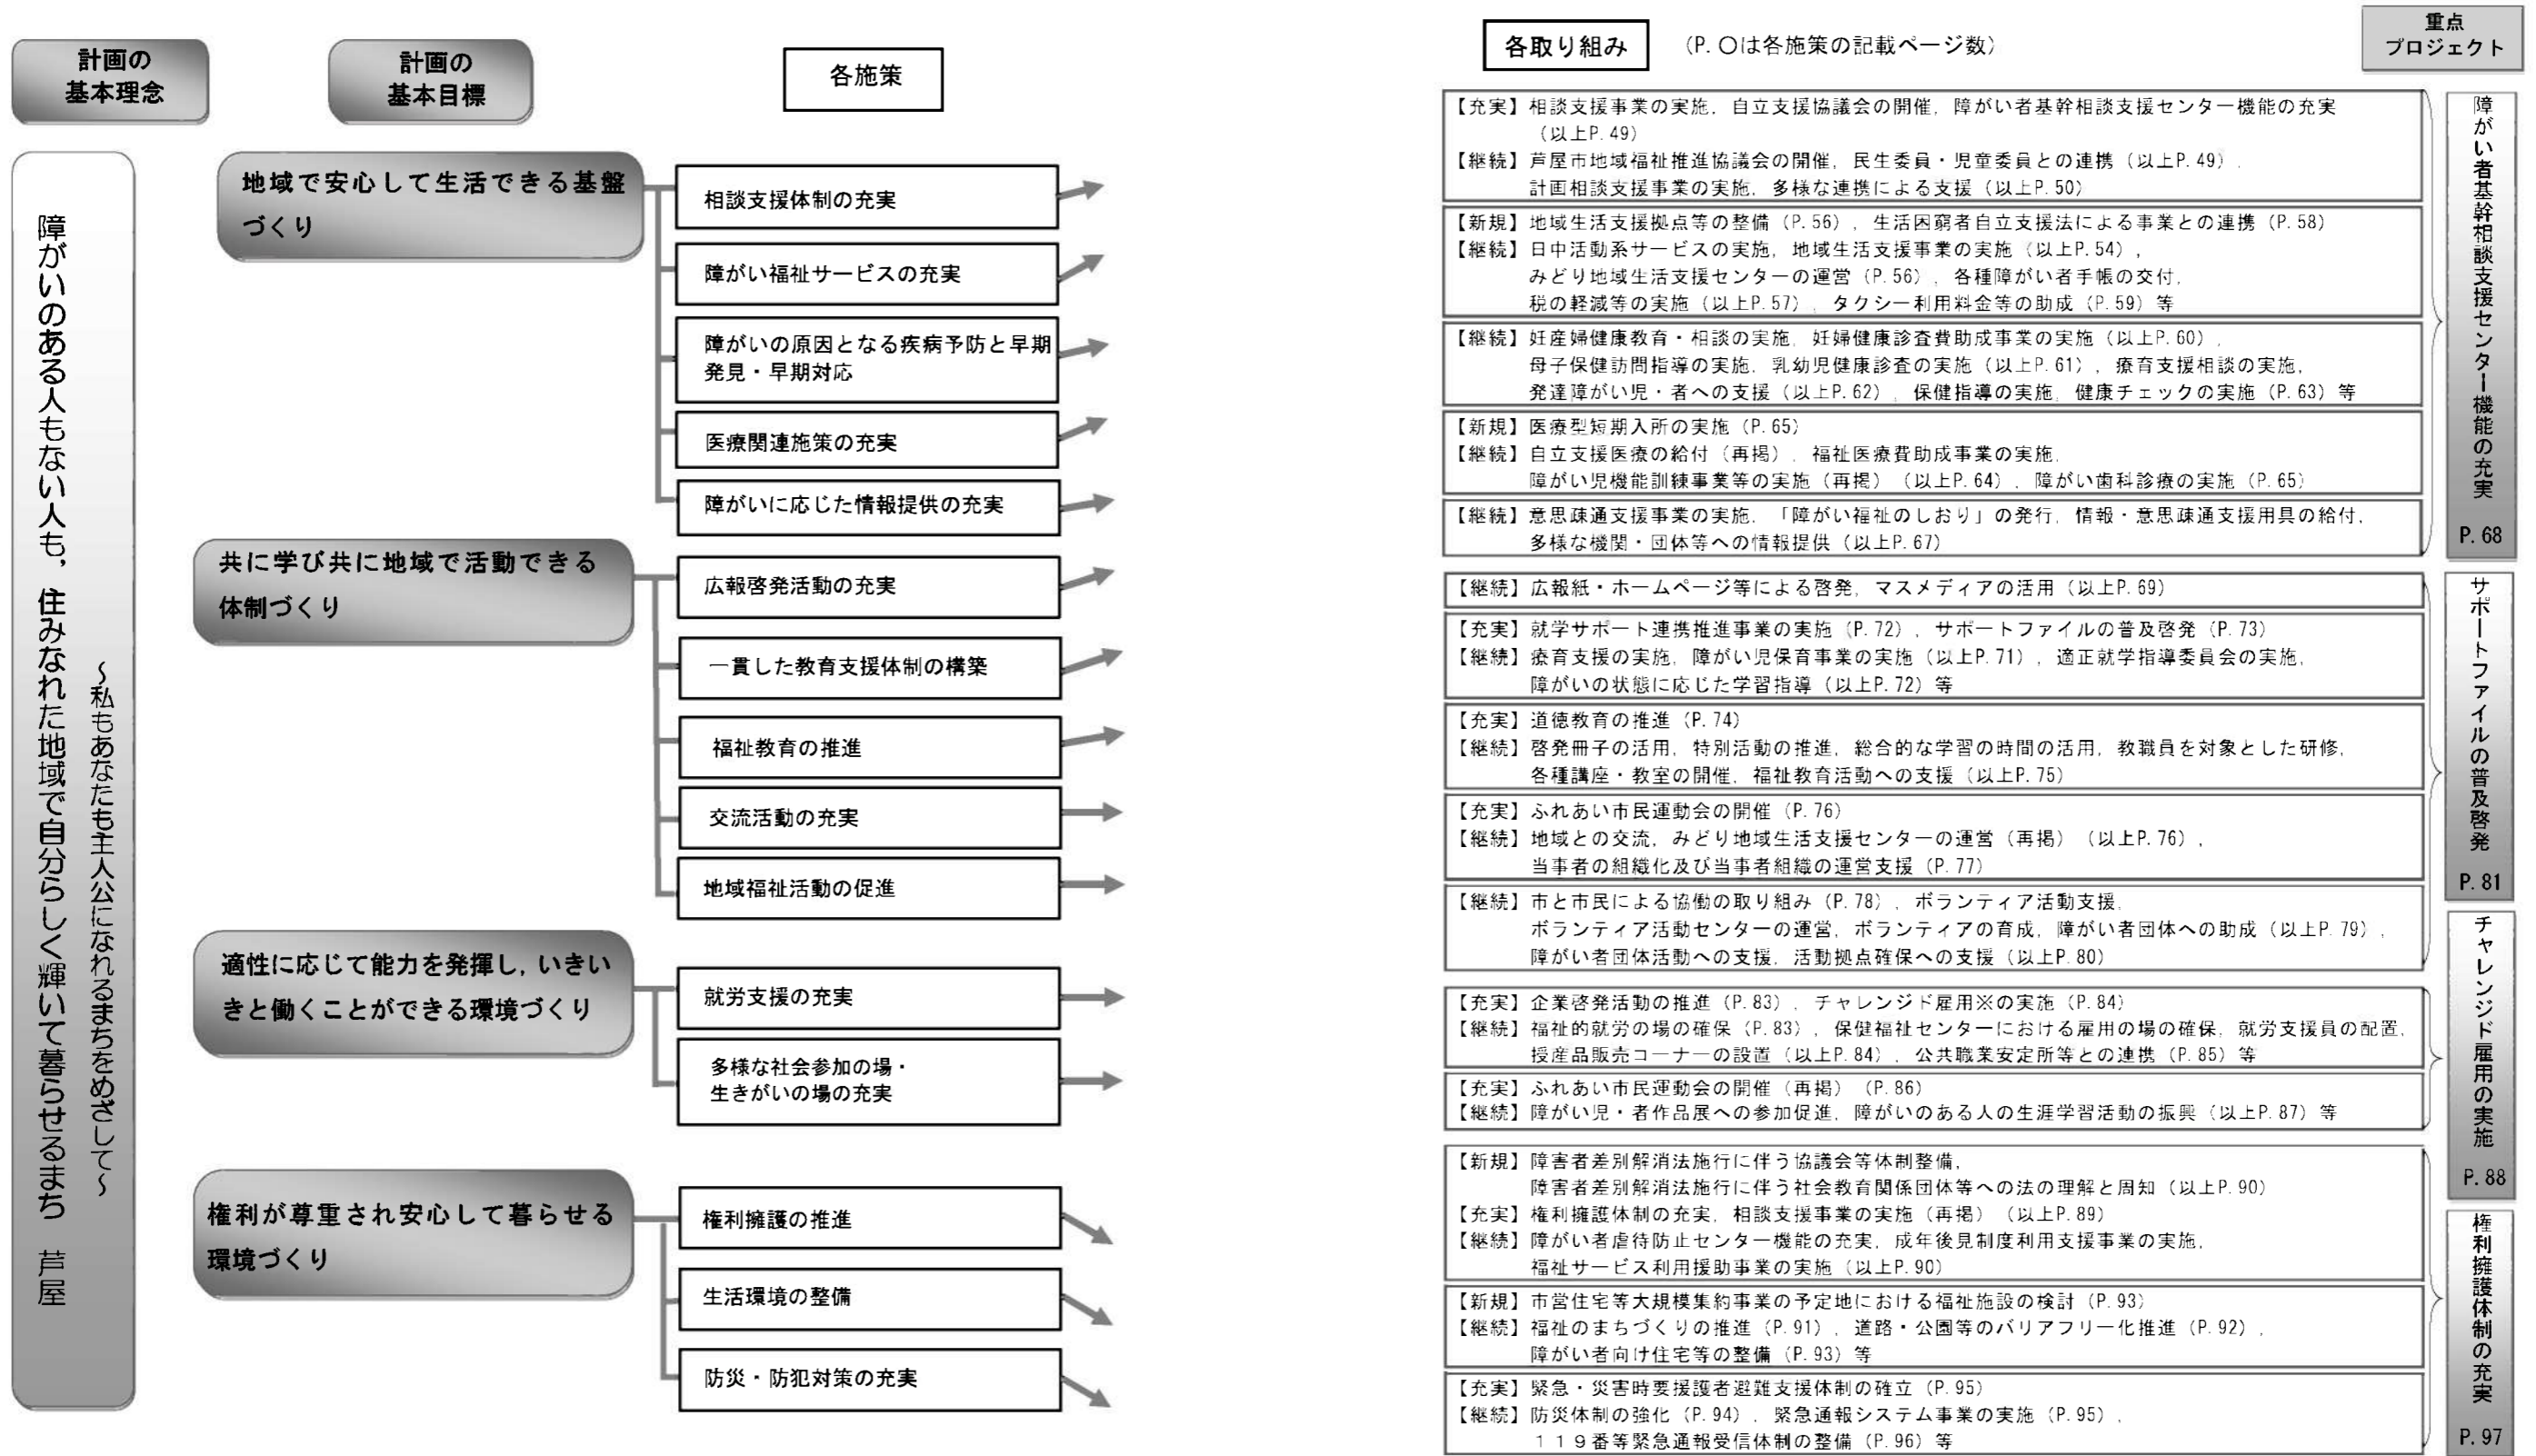 計画の
基本理念
計画の
基本目標
各施策
各取り組み
(P.〇は各施策の記載ページ数)
重点
プロジェクト
障がいのある人もない人も，住みなれた地域で自分らしく輝いて暮らせるまち　芦屋
～私もあなたも主人公になれるまちをめざして～
地域で安心して生活できる基盤
づくり
相談支援体制の充実
障がい福祉サービスの充実
障がいの原因となる疾病予防と早期
発見・早期対応
医療関連施策の充実
障がいに応じた情報提供の充実
共に学び共に地域で活動できる
体制づくり
広報啓発活動の充実
一貫した教育支援体制の構築
福祉教育の推進
交流活動の充実
地域福祉活動の促進
適性に応じて能力を発揮し，いきい
きと働くことができる環境づくり
就労支援の充実
多様な社会参加の場・
生きがいの場の充実
権利が尊重され安心して暮らせる
環境づくり
権利擁護の推進
生活環境の整備
防災・防犯対策の充実
【充実】相談支援事業の実施，自立支援協議会の開催，障がい者基幹相談支援センター機能の充実
（以上P.49）
【継続】芦屋市地域福祉推進協議会の開催，民生委員・児童委員との連携（以上P.49），
計画相談支援事業の実施，多様な連携による支援（以上P.50）
【新規】地域生活支援拠点等の整備（P.56），生活困窮者自立支援法による事業との連携（P.58）
【継続】日中活動系サービスの実施，地域生活支援事業の実施（以上P.54），
みどり地域生活支援センターの運営（P.56），各種障がい者手帳の交付，
税の軽減等の実施（以上P.57），タクシー利用料金等の助成（P.59）等
【継続】妊産婦健康教育・相談の実施，妊婦健康診査費助成事業の実施（以上P.60），
母子保健訪問指導の実施，乳幼児健康診査の実施（以上P.61），療育支援相談の実施，
発達障がい児・者への支援（以上P.62），保健指導の実施，健康チェックの実施（P.63）等
【新規】医療型短期入所の実施（P.65）
【継続】自立支援医療の給付（再掲），福祉医療費助成事業の実施，
障がい児機能訓練事業等の実施（再掲）（以上P.64），障がい歯科診療の実施（P.65）
【継続】意思疎通支援事業の実施，「障がい福祉のしおり」の発行，情報・意思疎通支援用具の給付，
多様な機関・団体等への情報提供（以上P.67）
【継続】広報紙・ホームページ等による啓発，マスメディアの活用（以上P.69）
【充実】就学サポート連携推進事業の実施（P.72），サポートファイルの普及啓発（P.73）
【継続】療育支援の実施，障がい児保育事業の実施（以上P.71），適正就学指導委員会の実施，
障がいの状態に応じた学習指導（以上P.72）等
【充実】道徳教育の推進（P.74）
【継続】啓発冊子の活用，特別活動の推進，総合的な学習の時間の活用，教職員を対象とした研修，
各種講座・教室の開催，福祉教育活動への支援（以上P.75）
【充実】ふれあい市民運動会の開催（P.76）
【継続】地域との交流，みどり地域生活支援センターの運営（再掲）（以上P.76），
当事者の組織化及び当事者組織の運営支援（P.77）
【継続】市と市民による協働の取り組み（P.78），ボランティア活動支援，
ボランティア活動センターの運営，ボランティアの育成，障がい者団体への助成（以上P.79），
障がい者団体活動への支援，活動拠点確保への支援（以上P.80）
【充実】企業啓発活動の推進（P.83），チャレンジド雇用※の実施（P.84）
【継続】福祉的就労の場の確保（P.83），保健福祉センターにおける雇用の場の確保，就労支援員の配置，
授産品販売コーナーの設置（以上P.84），公共職業安定所等との連携（P.85）等
【充実】ふれあい市民運動会の開催（再掲）（P.86）
【継続】障がい児・者作品展への参加促進，障がいのある人の生涯学習活動の振興（以上P.87）等
【新規】障害者差別解消法施行に伴う協議会等体制整備，
障害者差別解消法施行に伴う社会教育関係団体等への法の理解と周知（以上P.90）
【充実】権利擁護体制の充実，相談支援事業の実施（再掲）（以上P.89）
【継続】障がい者虐待防止センター機能の充実，成年後見制度利用支援事業の実施，
福祉サービス利用援助事業の実施（以上P.90）
【新規】市営住宅等大規模集約事業の予定地における福祉施設の検討（P.93）
【継続】福祉のまちづくりの推進（P.91），道路・公園等のバリアフリー化推進（P.92），
障がい者向け住宅等の整備（P.93）等
【充実】緊急・災害時要援護者避難支援体制の確立（P.95）
【継続】防災体制の強化（P.94），緊急通報システム事業の実施（P.95），
１１９番等緊急通報受信体制の整備（P.96）等
障がい者基幹相談支援センター機能の充実
P.68
サポートファイルの普及啓発
P.81
チャレンジド雇用の実施
P.88
権利擁護体制の充実
P.97